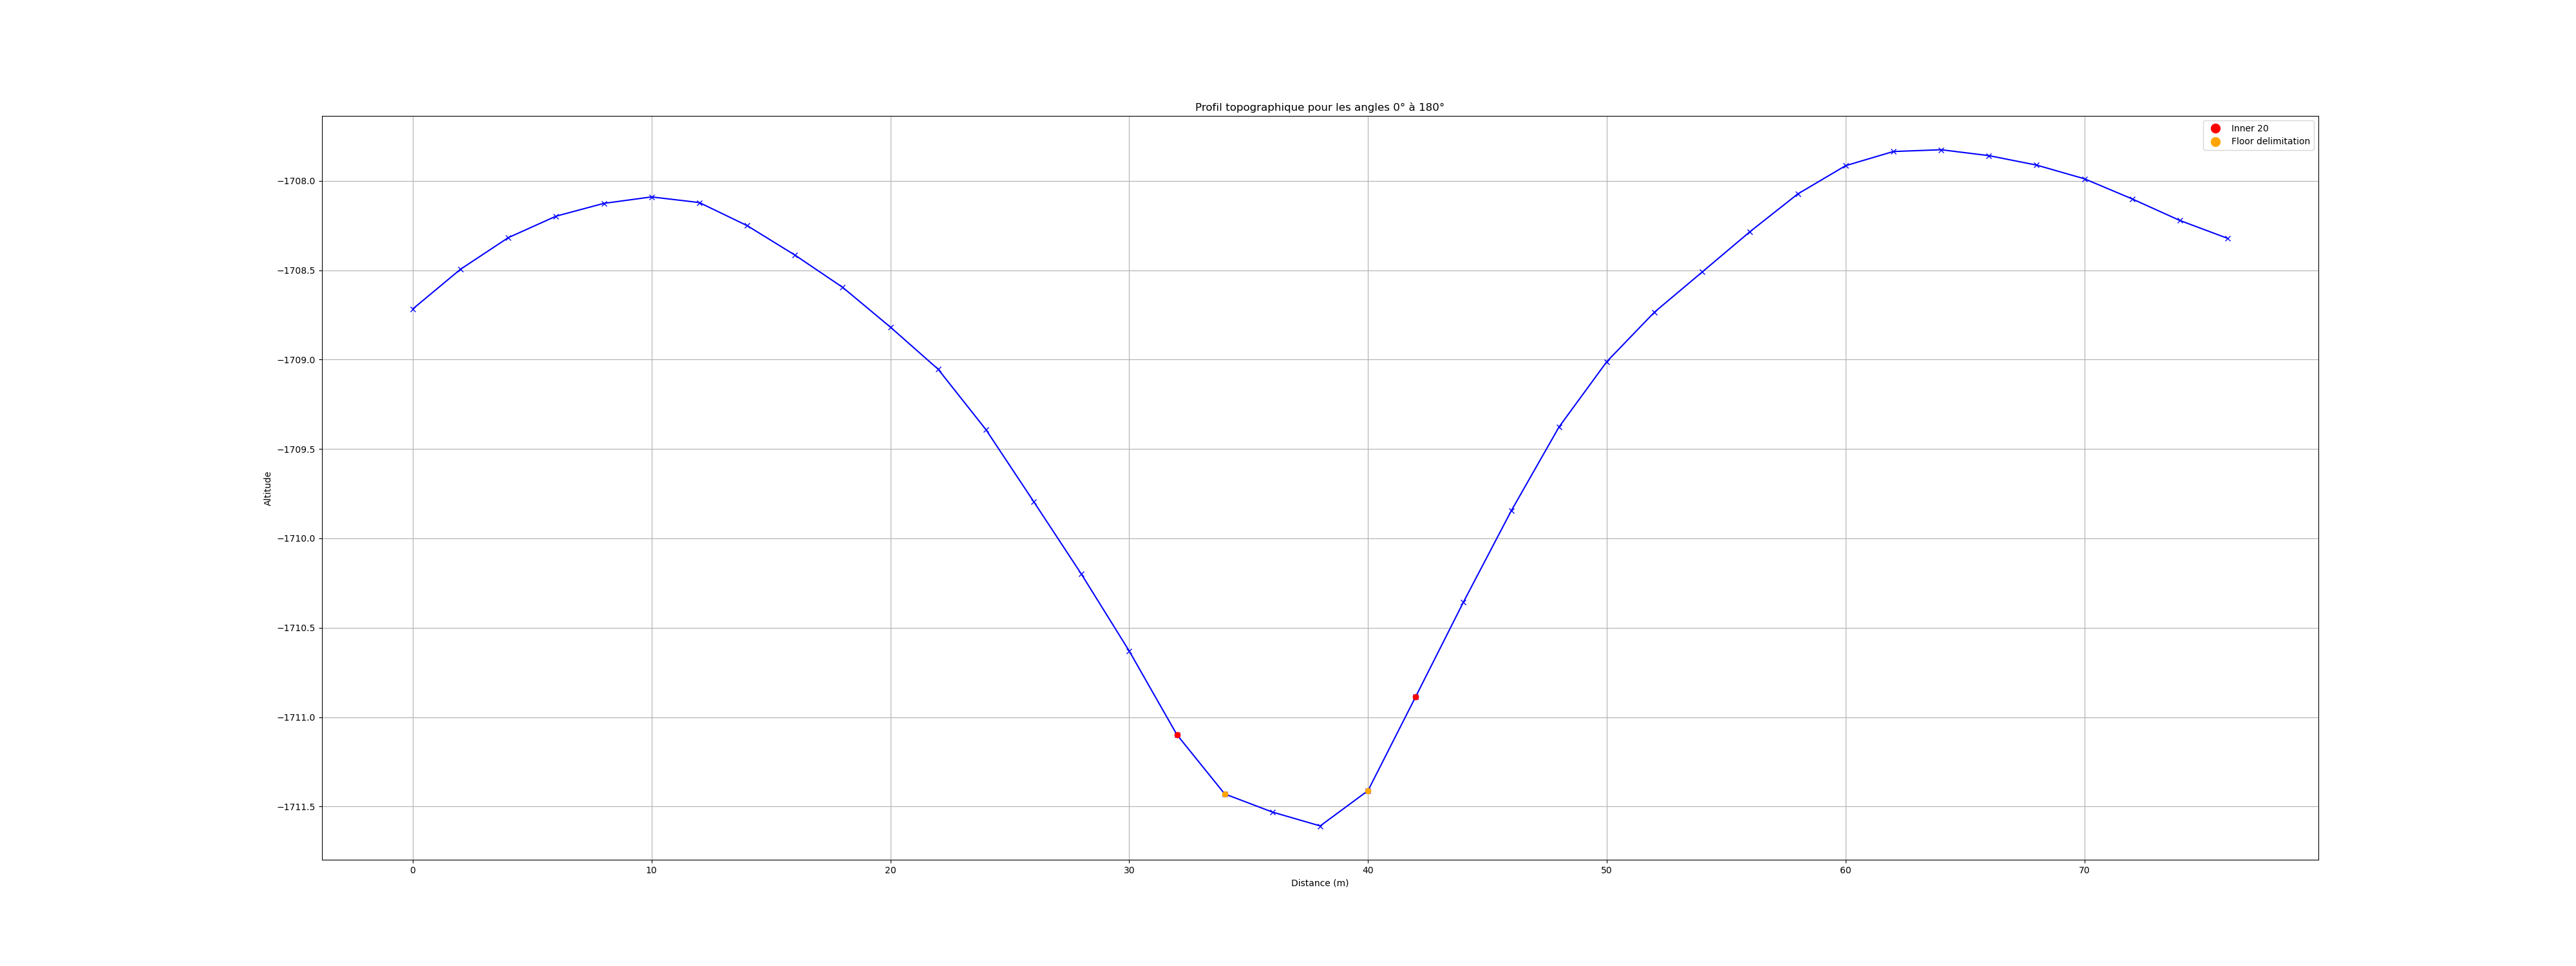 Profil topographique pour les angles 0° à 180°
Inner 20
Floor delimitation
−1708.0
−1708.5
−1709.0
−1709.5
−1710.0
−1710.5
−1711.0
−1711.5
Altitude
0 10 20 30 40 50 60 70
Distance (m)